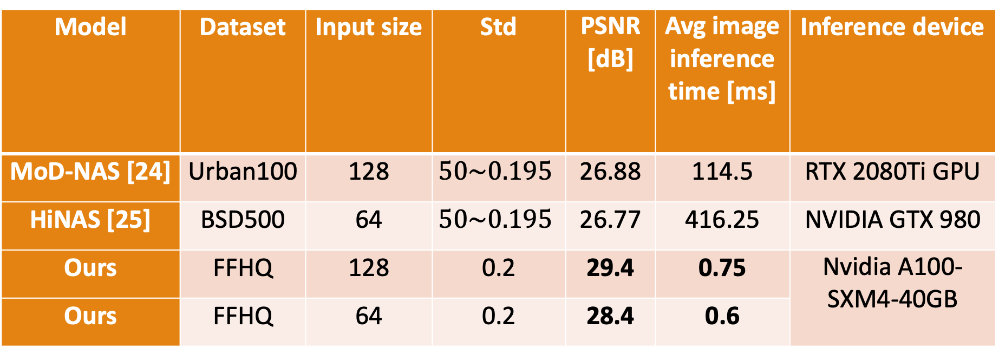 Model Dataset Input size Std PSNR [dB] Avg image inference time [ms] Inference device
MoD-NAS [24] Urban100 128 50~0.195 26.88 114.5 RTX 2080Ti GPU
HiNAS [25] BSD500 64 50~0.195 26.77 416.25 NVIDIA GTX 980
Ours FFHQ 128 0.2 29.4 0.75 Nvidia A100-SXM4-40GB
Ours FFHQ 64 0.2 28.4 0.6